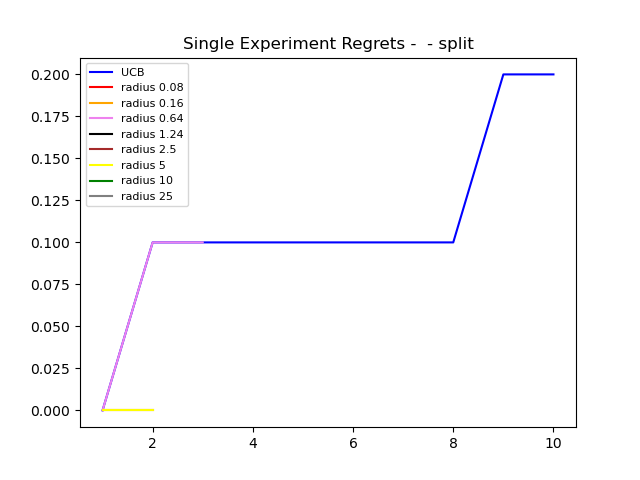 Single Experiment Regrets -  - split
UCB
radius 0.08
radius 0.16
radius 0.64
radius 1.24
radius 2.5
radius 5
radius 10
radius 25
0.200
0.175
0.150
0.125
0.100
0.075
0.050
0.025
0.000
2 4 6 8 10